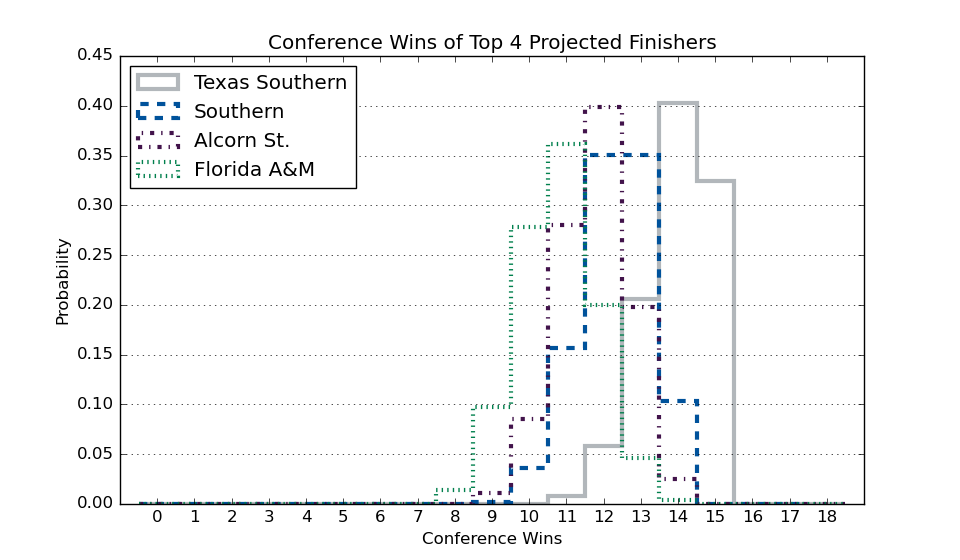 Conference Wins of Top 4 Projected Finishers
Texas Southern
Southern
Alcorn St.
Florida A&M
0.45
0.40
0.35
0.30
0.25
0.20
0.15
0.10
0.05
0.00
Probability
0 1 2 3 4 5 6 7 8 9 10 11 12 13 14 15 16 17 18
Conference Wins